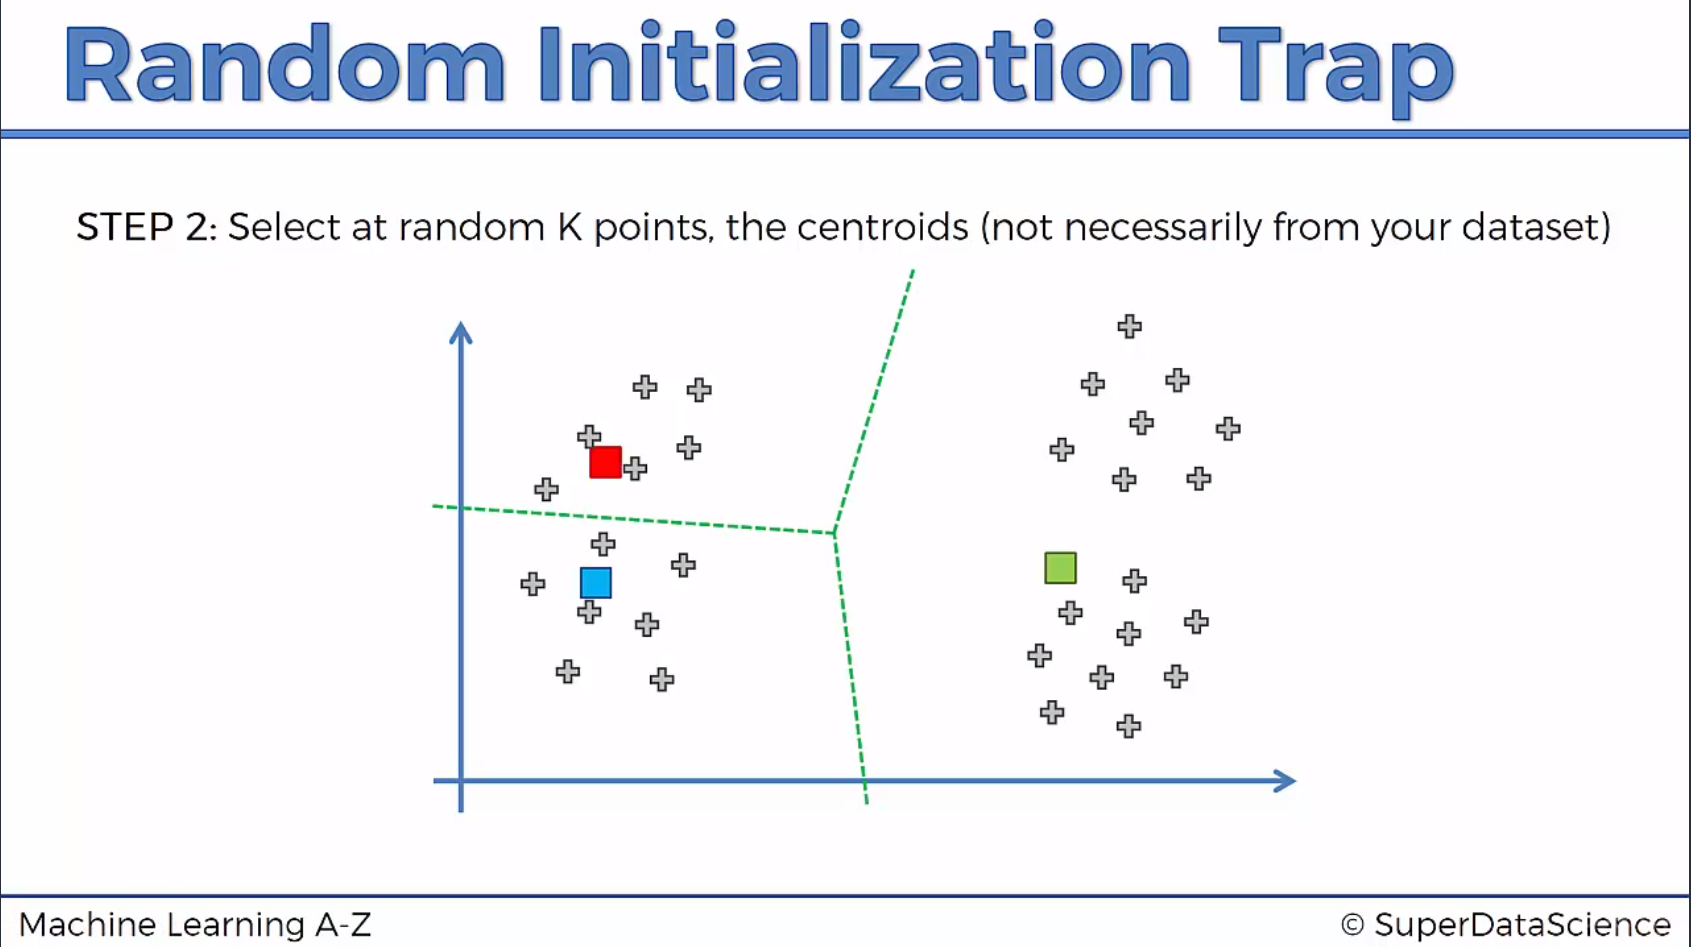 Random Initialization Trap
STEP 2: Select at random K points, the centroids (not necessarily from your dataset)
Machine Learning A-Z
© SuperDataScience